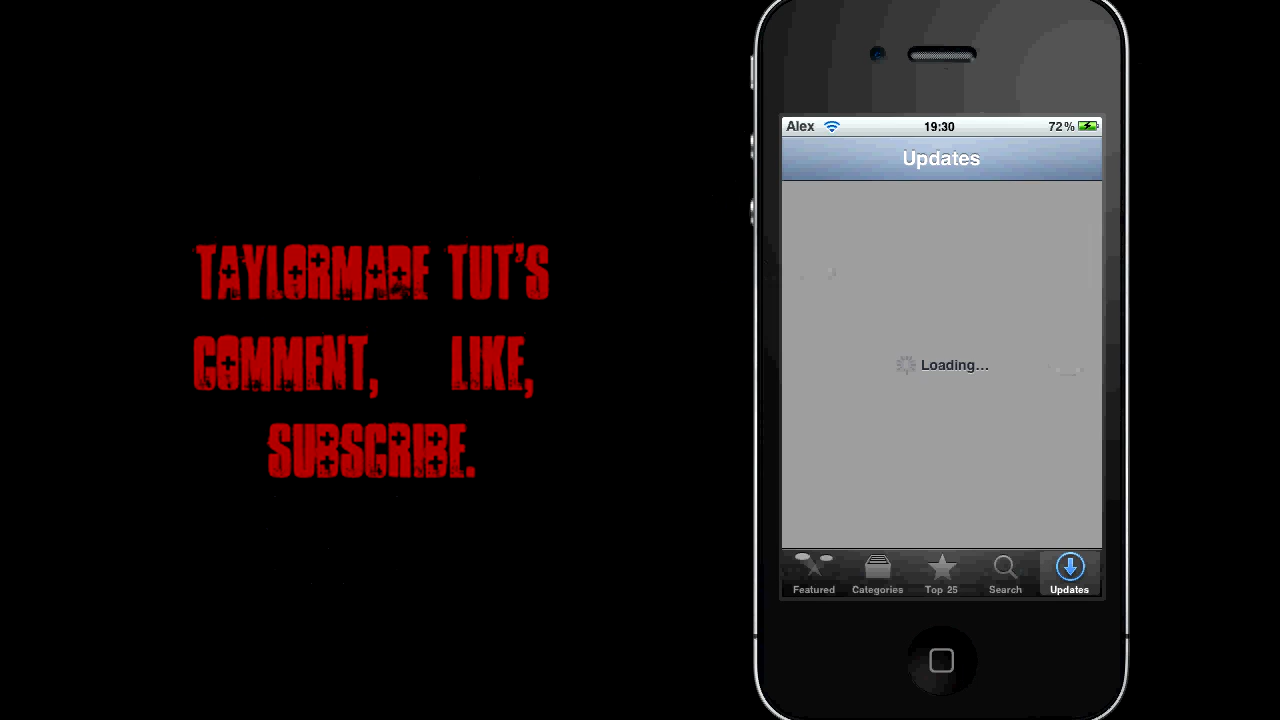 TAYLORMADE TUT'S
COMMENT, LIKE,
SUBSCRIBE.
Alex 19:30 72%
Updates
Loading...
Featured Categories Top 25 Search Updates